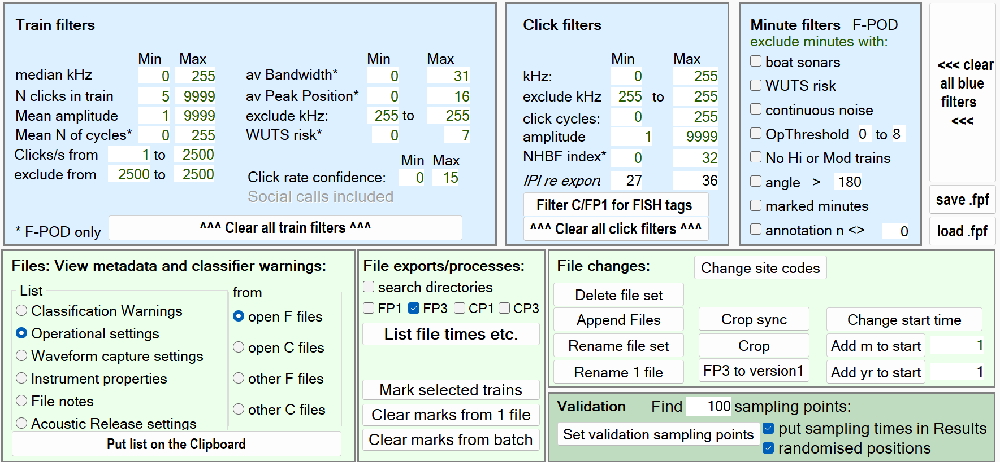 Train filters
Min Max Min Max
median kHz 0 255 av Bandwidth* 0 31
N clicks in train 5 9999 av Peak Position* 0 16
Mean amplitude 1 9999 exclude kHz: 255 to 255
Mean N of cycles* 0 255 WUTS risk* 0 7
Clicks/s from 1 to 2500
Min Max
exclude from 2500 to 2500 Click rate confidence: 0 15
Social calls included
* F-POD only ^^^ Clear all train filters ^^^
Click filters
Min Max
kHz: 0 255
exclude kHz 255 to 255
click cycles: 0 255
amplitude 1 9999
NHBF index* 0 32
IPI re export 27 36
Filter C/FP1 for FISH tags
^^^ Clear all click filters ^^^
Minute filters F-POD
exclude minutes with:
boat sonars
WUTS risk
continuous noise
OpThreshold 0 to 8
No Hi or Mod trains
angle > 180
marked minutes
annotation n <> 0
<<< clear
all blue
filters
<<<
save .fpf
load .fpf
Files: View metadata and classifier warnings:
List
Classification Warnings
Operational settings
Waveform capture settings
Instrument properties
File notes
Acoustic Release settings
from
open F files
open C files
other F files
other C files
Put list on the Clipboard
File exports/processes:
search directories
FP1 FP3 CP1 CP3
List file times etc.
Mark selected trains
Clear marks from 1 file
Clear marks from batch
File changes: Change site codes
Delete file set
Append Files Crop sync Change start time
Rename file set Crop Add m to start 1
Rename 1 file FP3 to version1 Add yr to start 1
Validation Find 100 sampling points:
Set validation sampling points
put sampling times in Results
randomised positions